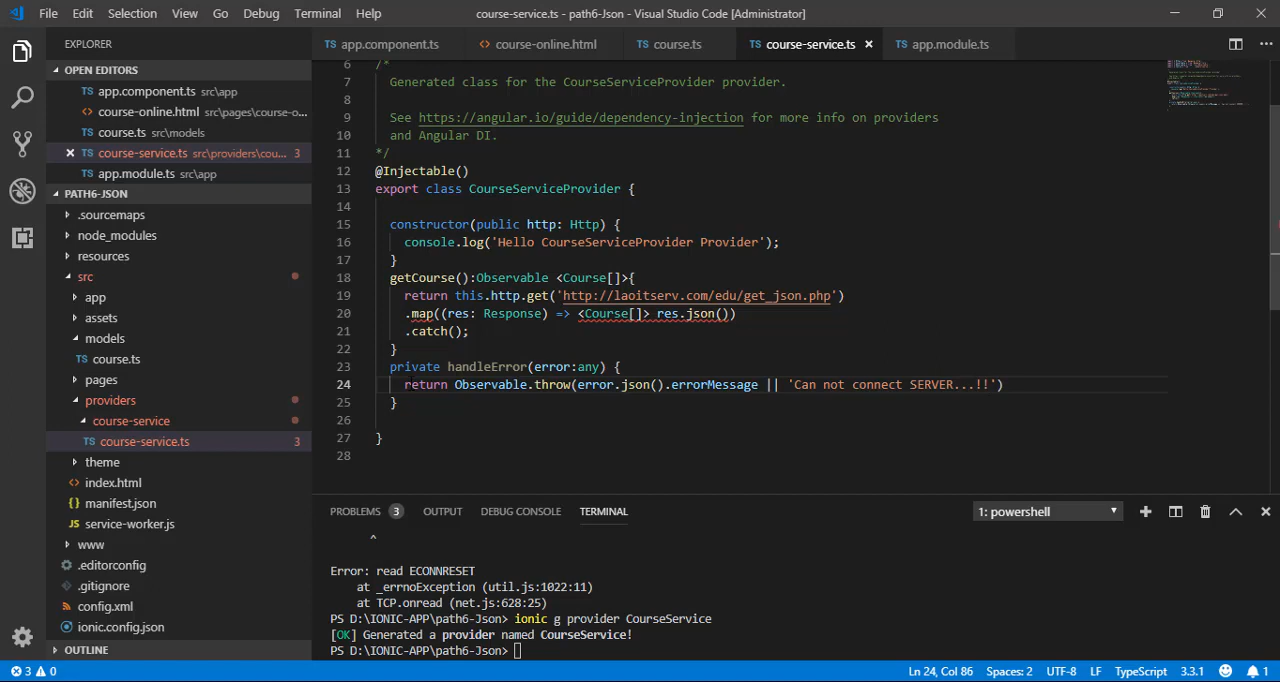 File Edit Selection View Go Debug Terminal Help course-service.ts - path6-Json - Visual Studio Code [Administrator]
EXPLORER
TS app.component.ts <> course-online.html TS course.ts TS course-service.ts × TS app.module.ts
OPEN EDITORS
TS app.component.ts src\app
<> course-online.html src\pages\course-o...
TS course.ts src\models
× TS course-service.ts src\providers\cou... 3
TS app.module.ts src\app
PATH6-JSON
.sourcemaps
node_modules
resources
src
app
assets
models
TS course.ts
pages
providers
course-service
TS course-service.ts 3
theme
<> index.html
{} manifest.json
JS service-worker.js
www
.editorconfig
.gitignore
config.xml
ionic.config.json
OUTLINE
6 /*
7 Generated class for the CourseServiceProvider provider.
8
9 See https://angular.io/guide/dependency-injection for more info on providers
10 and Angular DI.
11 */
12 @Injectable()
13 export class CourseServiceProvider {
14
15 constructor(public http: Http) {
16 console.log('Hello CourseServiceProvider Provider');
17 }
18 getCourse():Observable <Course[]>{
19 return this.http.get('http://laoitserv.com/edu/get_json.php')
20 .map((res: Response) => <Course[]> res.json())
21 .catch();
22 }
23 private handleError(error:any) {
24 return Observable.throw(error.json().errorMessage || 'Can not connect SERVER...!!')
25 }
26
27 }
28
PROBLEMS 3 OUTPUT DEBUG CONSOLE TERMINAL 1: powershell
^
Error: read ECONNRESET
at _errnoException (util.js:1022:11)
at TCP.onread (net.js:628:25)
PS D:\IONIC-APP\path6-Json> ionic g provider CourseService
[OK] Generated a provider named CourseService!
PS D:\IONIC-APP\path6-Json>
3 0 Ln 24, Col 86 Spaces: 2 UTF-8 LF TypeScript 3.3.1 1